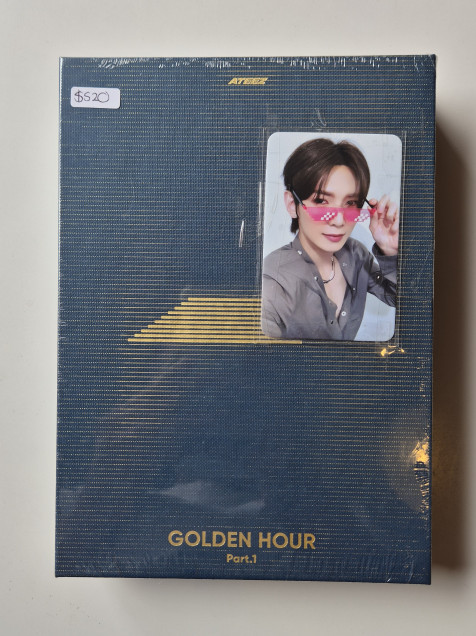 ATEEZ
$520
GOLDEN HOUR
Part.1